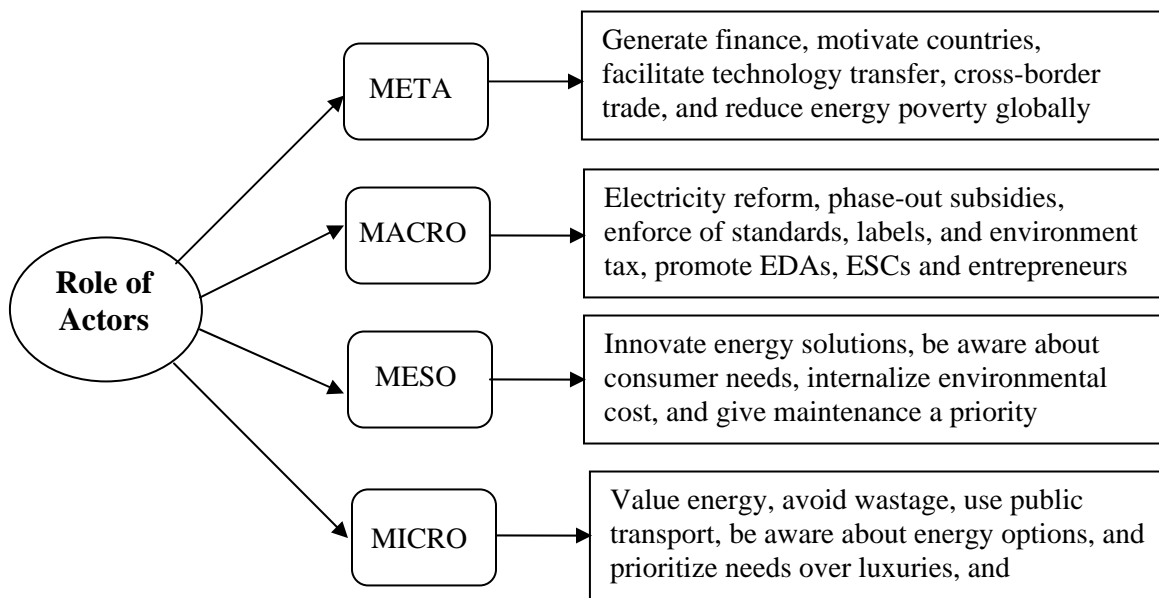 Generate finance, motivate countries,
facilitate technology transfer, cross-border
trade, and reduce energy poverty globally
META
Electricity reform, phase-out subsidies,
enforce of standards, labels, and environment
tax, promote EDAs, ESCs and entrepreneurs
MACRO
Role of
Actors
Innovate energy solutions, be aware about
consumer needs, internalize environmental
cost, and give maintenance a priority
MESO
Value energy, avoid wastage, use public
transport, be aware about energy options, and
prioritize needs over luxuries, and
MICRO